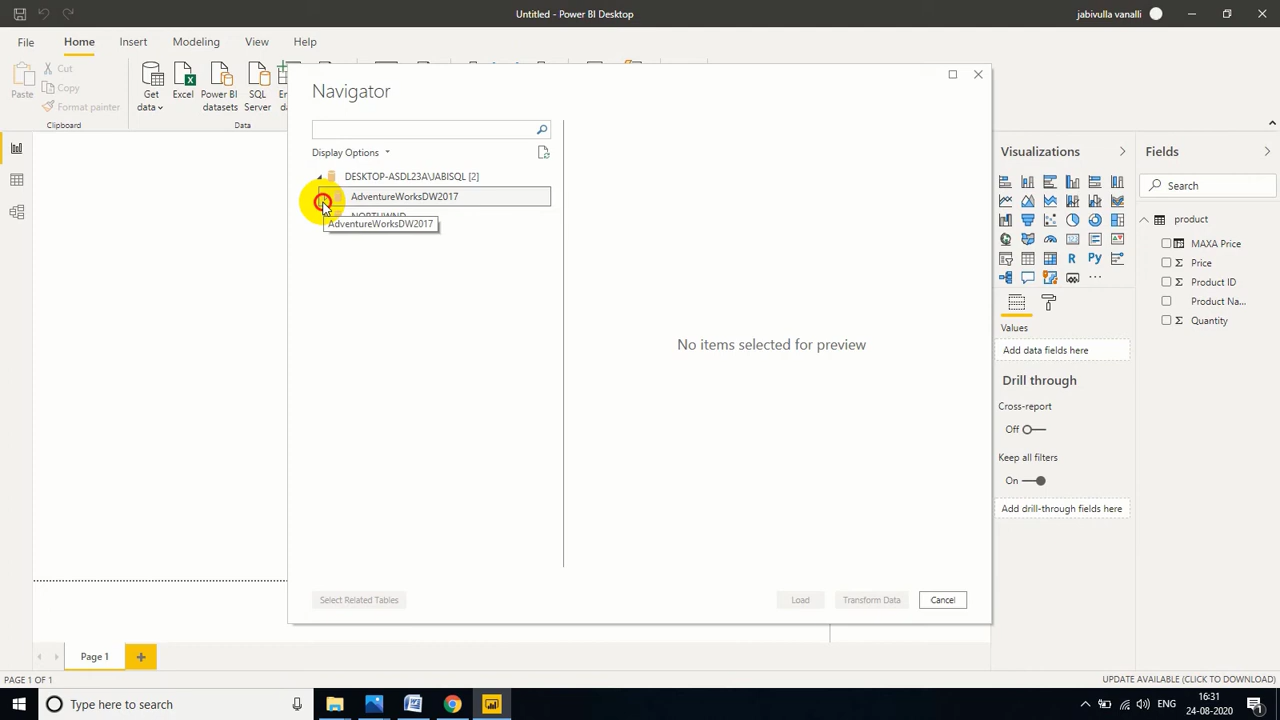 Untitled - Power BI Desktop
jabivulla vanalli
File
Home
Insert
Modeling
View
Help
Paste
Cut
Copy
Format painter
Clipboard
Get data
Excel
Power BI datasets
SQL Server
Data
Navigator
Display Options
DESKTOP-ASDL23A\JABISQL [2]
AdventureWorksDW2017
NORTHWND
AdventureWorksDW2017
No items selected for preview
Select Related Tables
Load
Transform Data
Cancel
Visualizations
R
Py
Values
Add data fields here
Drill through
Cross-report
Off
Keep all filters
On
Add drill-through fields here
Fields
Search
product
MAXA Price
Price
Product ID
Product Na...
Quantity
Page 1
PAGE 1 OF 1
UPDATE AVAILABLE (CLICK TO DOWNLOAD)
Type here to search
ENG
16:31
24-08-2020